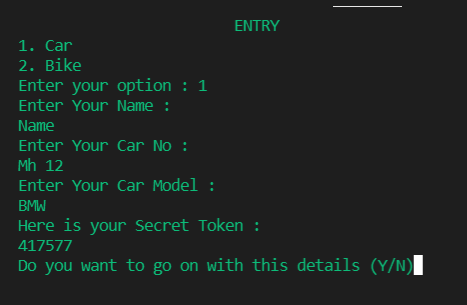 ENTRY
1. Car
2. Bike
Enter your option : 1
Enter Your Name :
Name
Enter Your Car No :
Mh 12
Enter Your Car Model :
BMW
Here is your Secret Token :
417577
Do you want to go on with this details (Y/N)